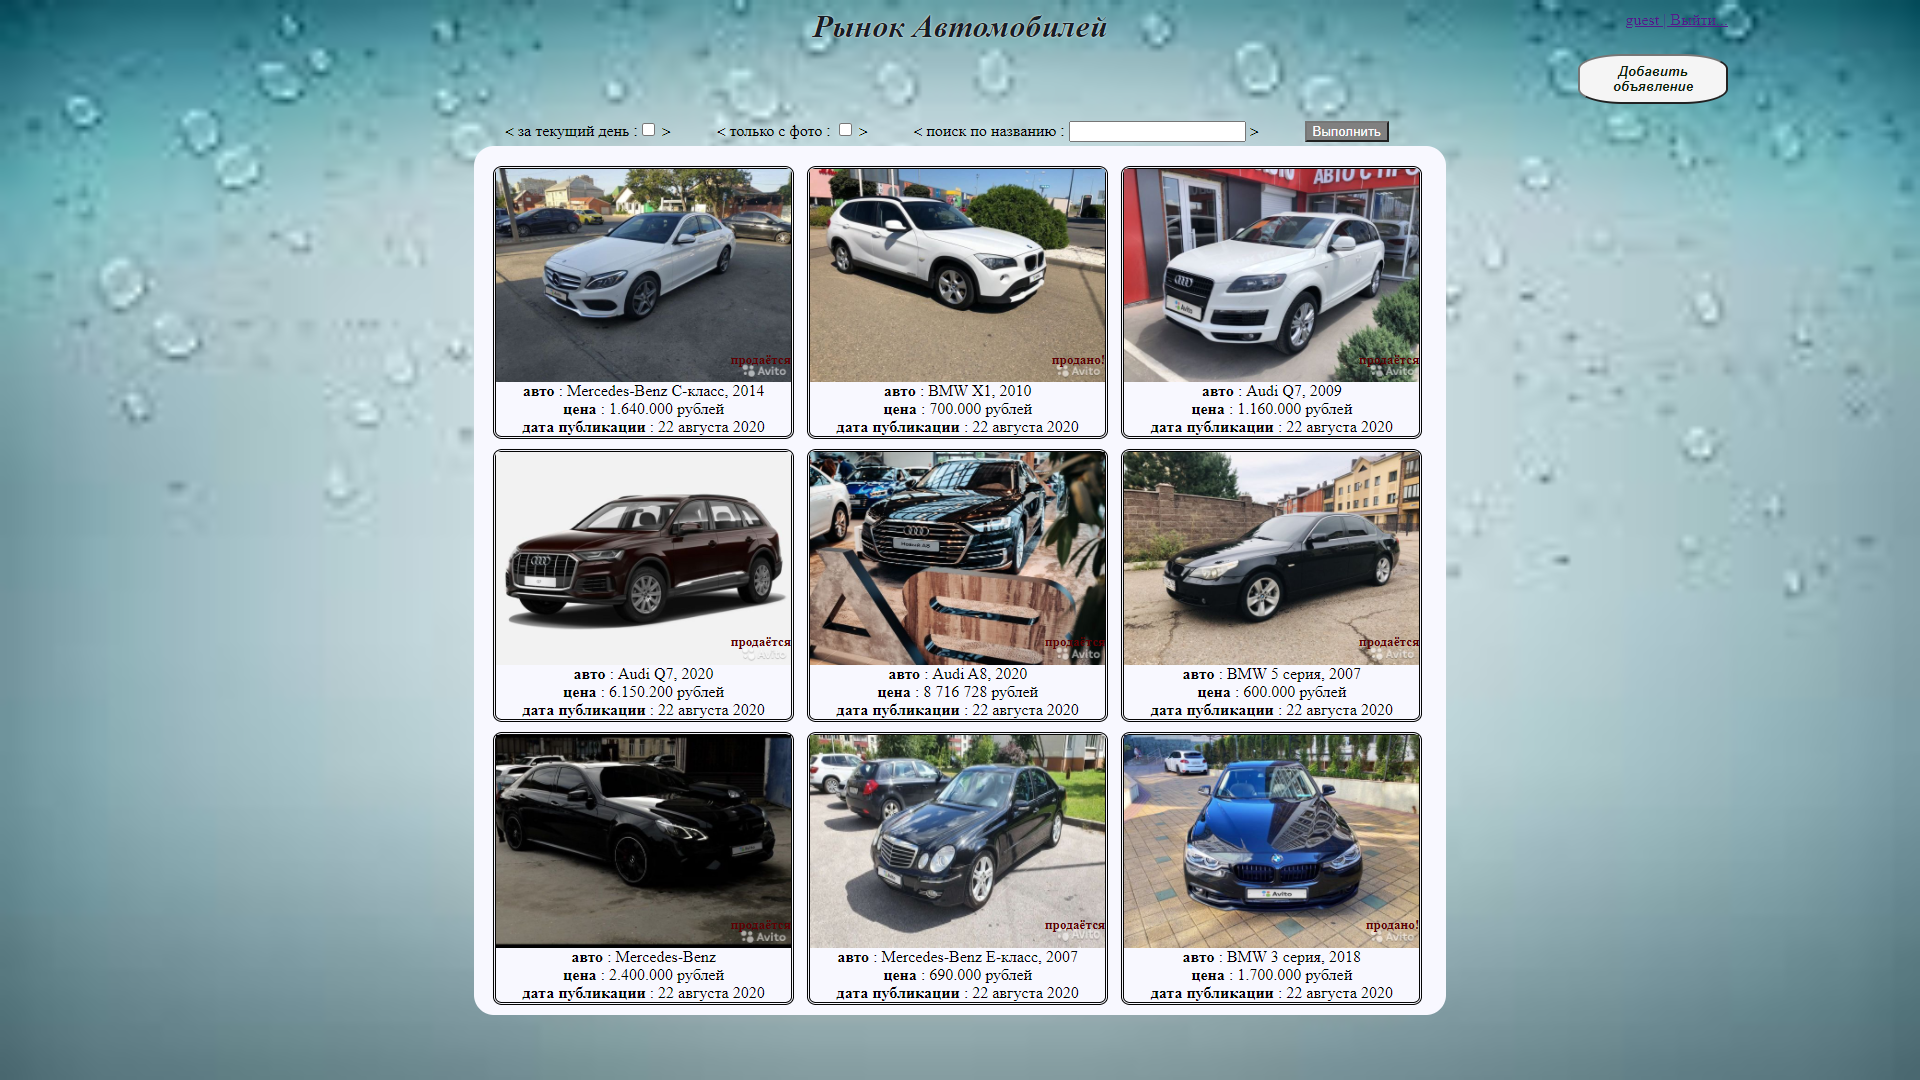 Рынок Автомобилей
guest | Выйти...
Добавить
объявление
< за текущий день : >
< только с фото : >
< поиск по названию : >
Выполнить
АВТО С ПРО
продаётся
Avito
продано!
Avito
продаётся
Avito
авто : Mercedes-Benz C-класс, 2014
цена : 1.640.000 рублей
дата публикации : 22 августа 2020
авто : BMW X1, 2010
цена : 700.000 рублей
дата публикации : 22 августа 2020
авто : Audi Q7, 2009
цена : 1.160.000 рублей
дата публикации : 22 августа 2020
продаётся
Avito
продаётся
Avito
продаётся
Avito
авто : Audi Q7, 2020
цена : 6.150.200 рублей
дата публикации : 22 августа 2020
авто : Audi A8, 2020
цена : 8 716 728 рублей
дата публикации : 22 августа 2020
авто : BMW 5 серия, 2007
цена : 600.000 рублей
дата публикации : 22 августа 2020
продаётся
Avito
продаётся
Avito
Avito
продано!
Avito
авто : Mercedes-Benz
цена : 2.400.000 рублей
дата публикации : 22 августа 2020
авто : Mercedes-Benz E-класс, 2007
цена : 690.000 рублей
дата публикации : 22 августа 2020
авто : BMW 3 серия, 2018
цена : 1.700.000 рублей
дата публикации : 22 августа 2020